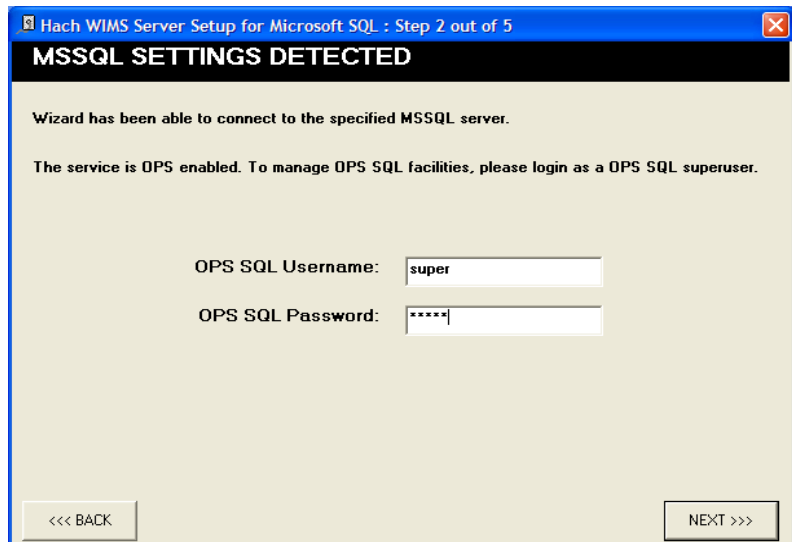 Hach WIMS Server Setup for Microsoft SQL : Step 2 out of 5
MSSQL SETTINGS DETECTED
Wizard has been able to connect to the specified MSSQL server.
The service is OPS enabled. To manage OPS SQL facilities, please login as a OPS SQL superuser.
OPS SQL Username: super
OPS SQL Password: *****
<<< BACK NEXT >>>